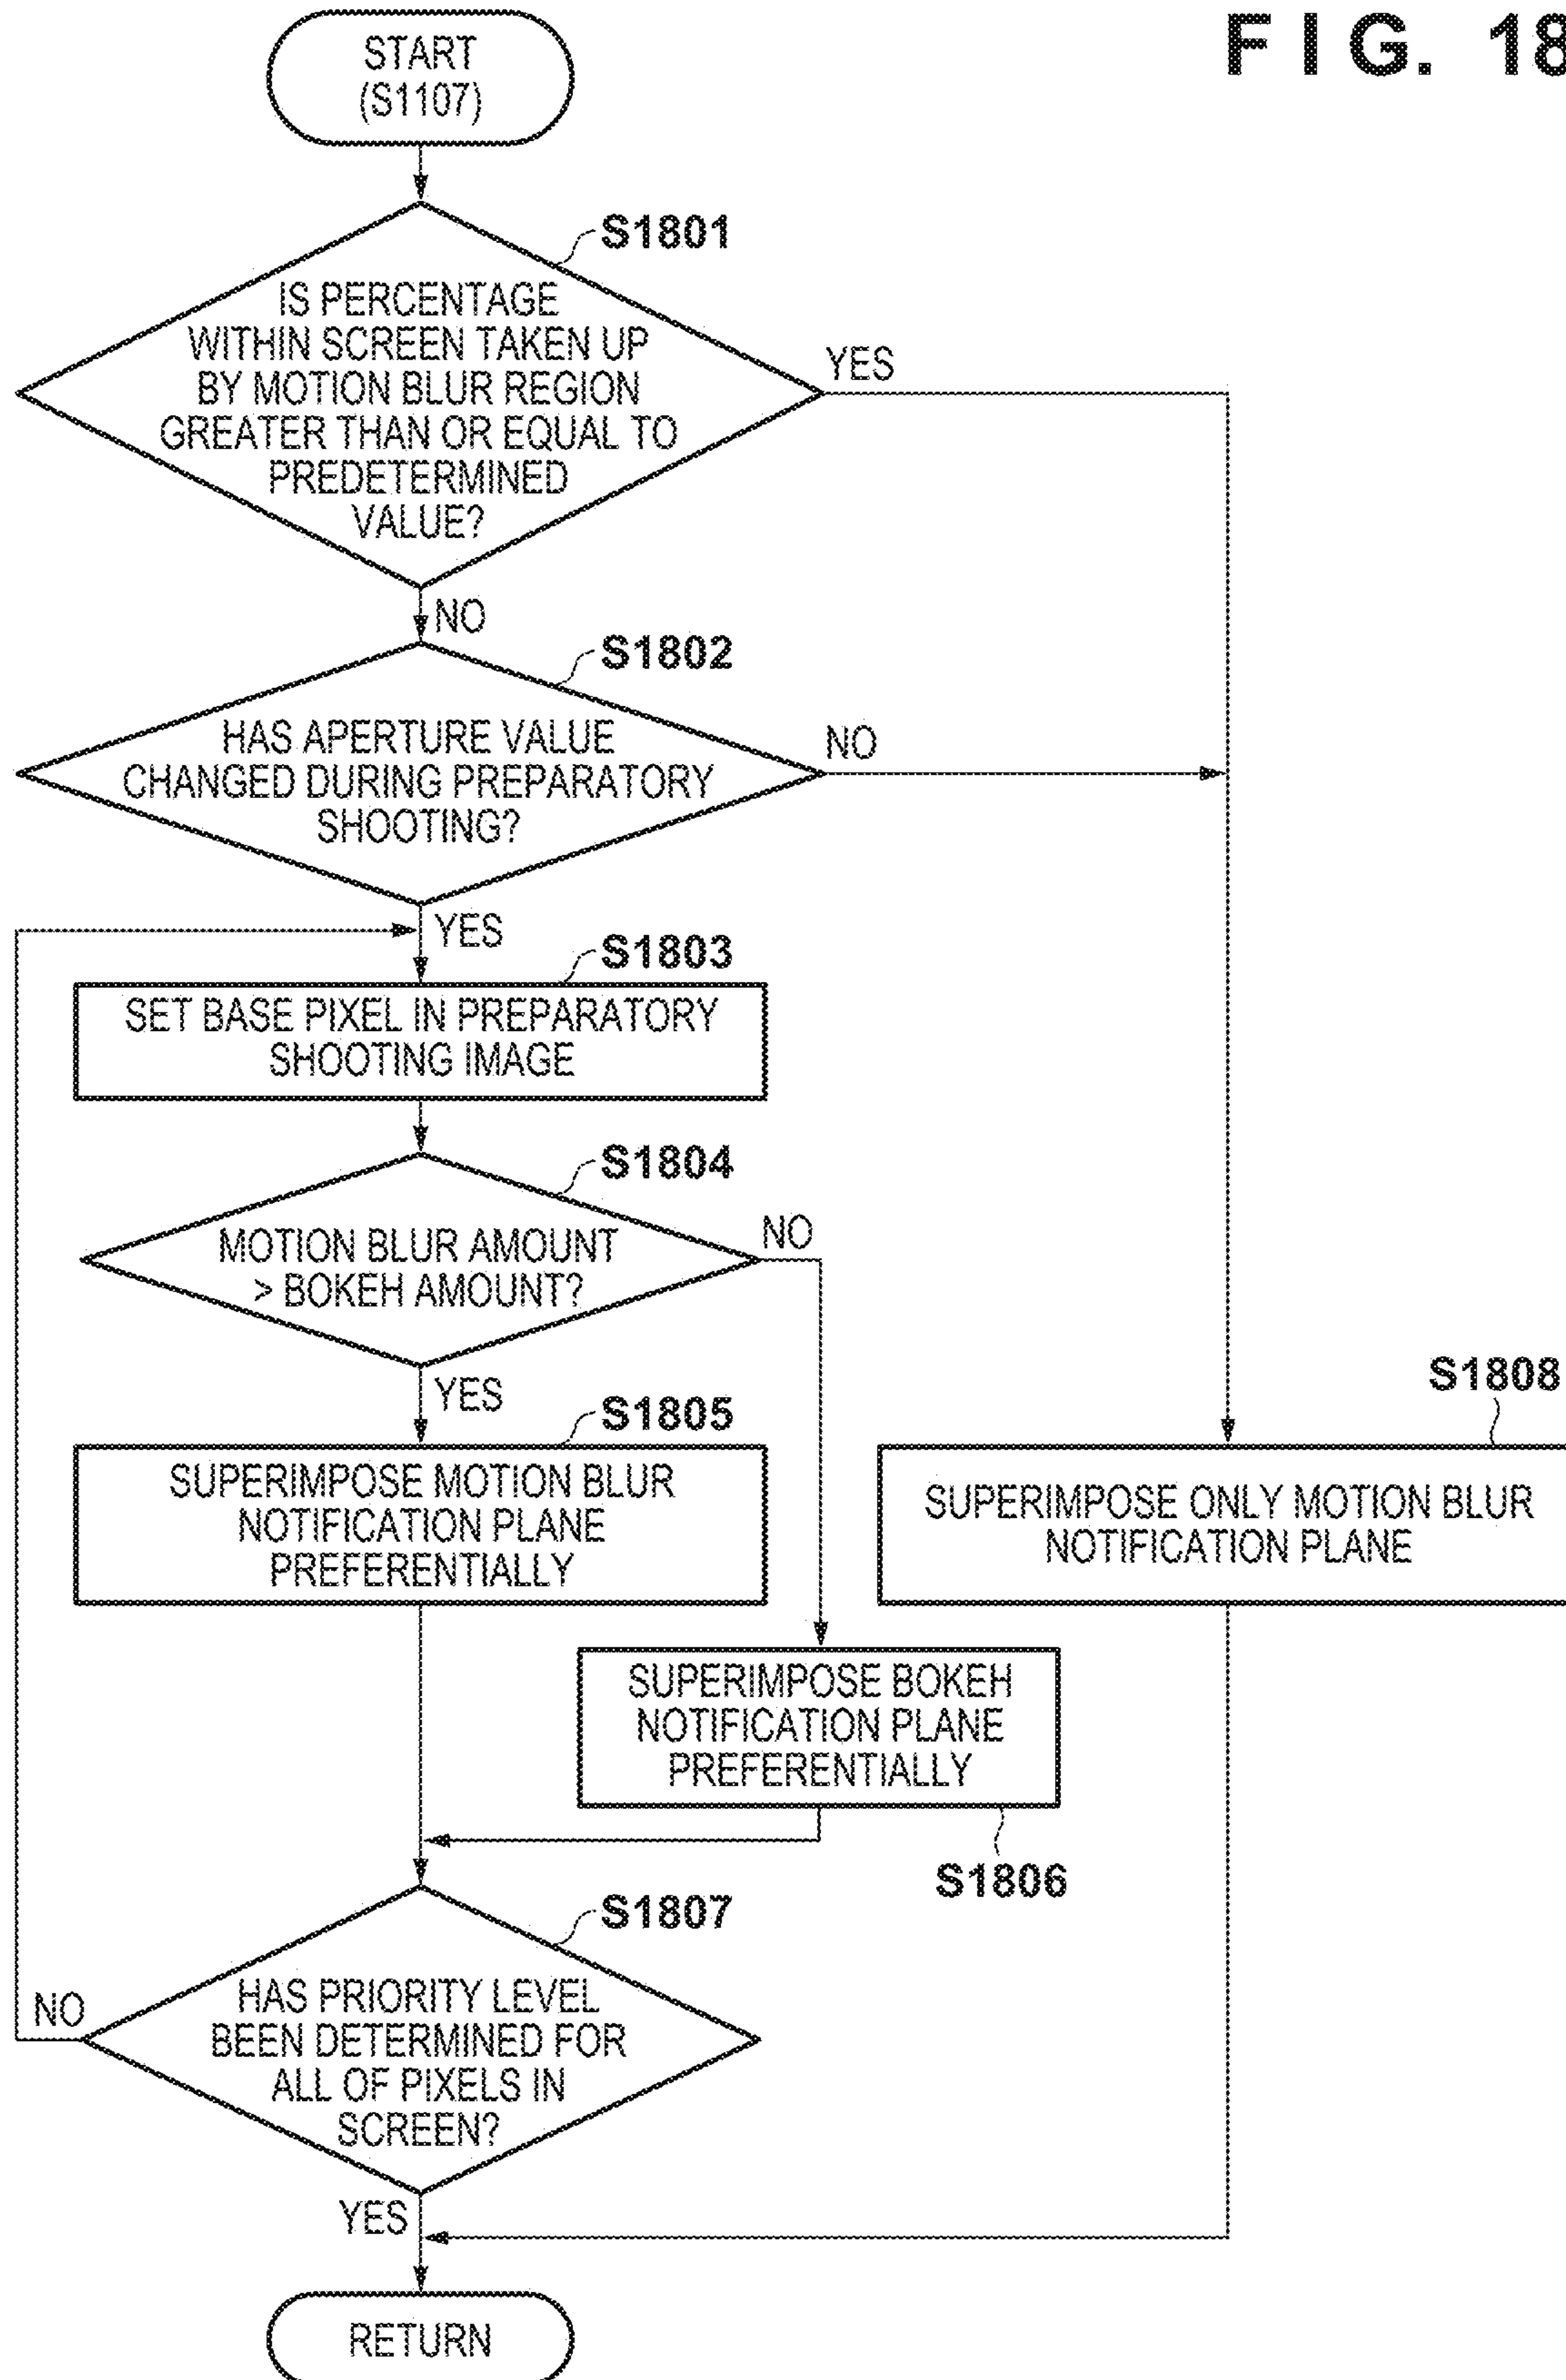 FIG. 18
START
(S1107)
S1801
IS PERCENTAGE
WITHIN SCREEN TAKEN UP
BY MOTION BLUR REGION
GREATER THAN OR EQUAL TO
PREDETERMINED
VALUE?
YES
NO
S1802
HAS APERTURE VALUE
CHANGED DURING PREPARATORY
SHOOTING?
NO
YES
S1803
SET BASE PIXEL IN PREPARATORY
SHOOTING IMAGE
S1804
MOTION BLUR AMOUNT
> BOKEH AMOUNT?
NO
YES
S1805
SUPERIMPOSE MOTION BLUR
NOTIFICATION PLANE
PREFERENTIALLY
S1808
SUPERIMPOSE ONLY MOTION BLUR
NOTIFICATION PLANE
SUPERIMPOSE BOKEH
NOTIFICATION PLANE
PREFERENTIALLY
S1806
S1807
HAS PRIORITY LEVEL
BEEN DETERMINED FOR
ALL OF PIXELS IN
SCREEN?
NO
YES
RETURN